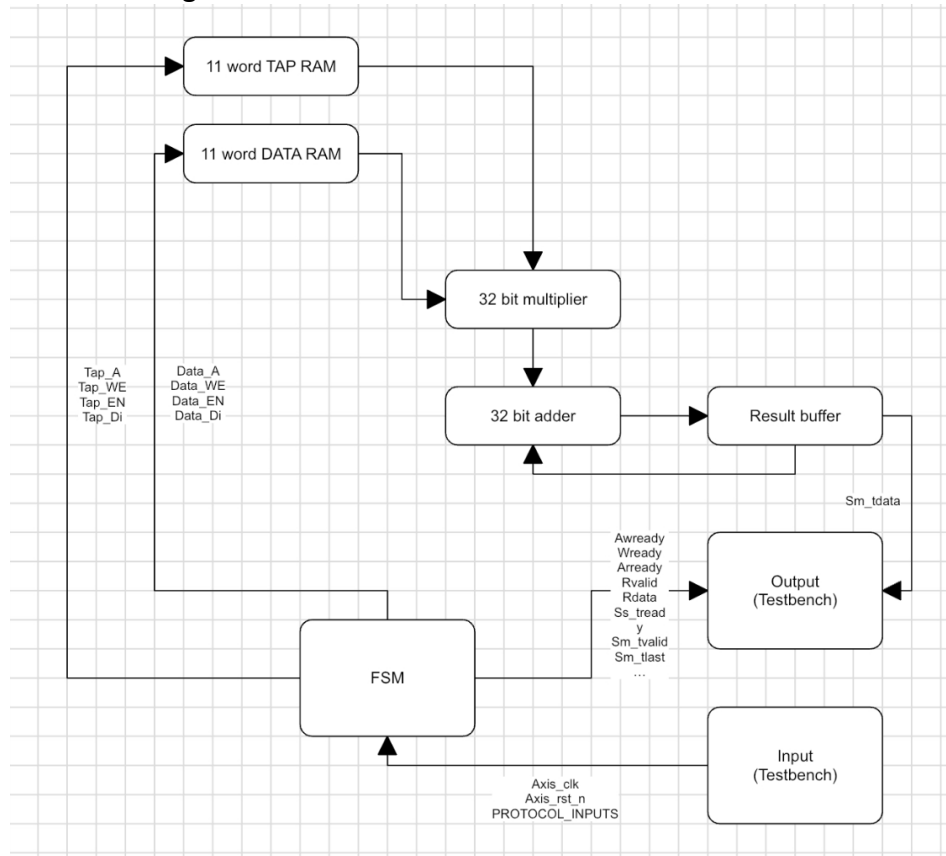 11 word TAP RAM
11 word DATA RAM
32 bit multiplier
Tap_A
Tap_WE
Tap_EN
Tap_Di
Data_A
Data_WE
Data_EN
Data_Di
32 bit adder
Result buffer
Sm_tdata
Awready
Wready
Arready
Rvalid
Rdata
Ss_tread
y
Sm_tvalid
Sm_tlast
...
Output
(Testbench)
FSM
Input
(Testbench)
Axis_clk
Axis_rst_n
PROTOCOL_INPUTS